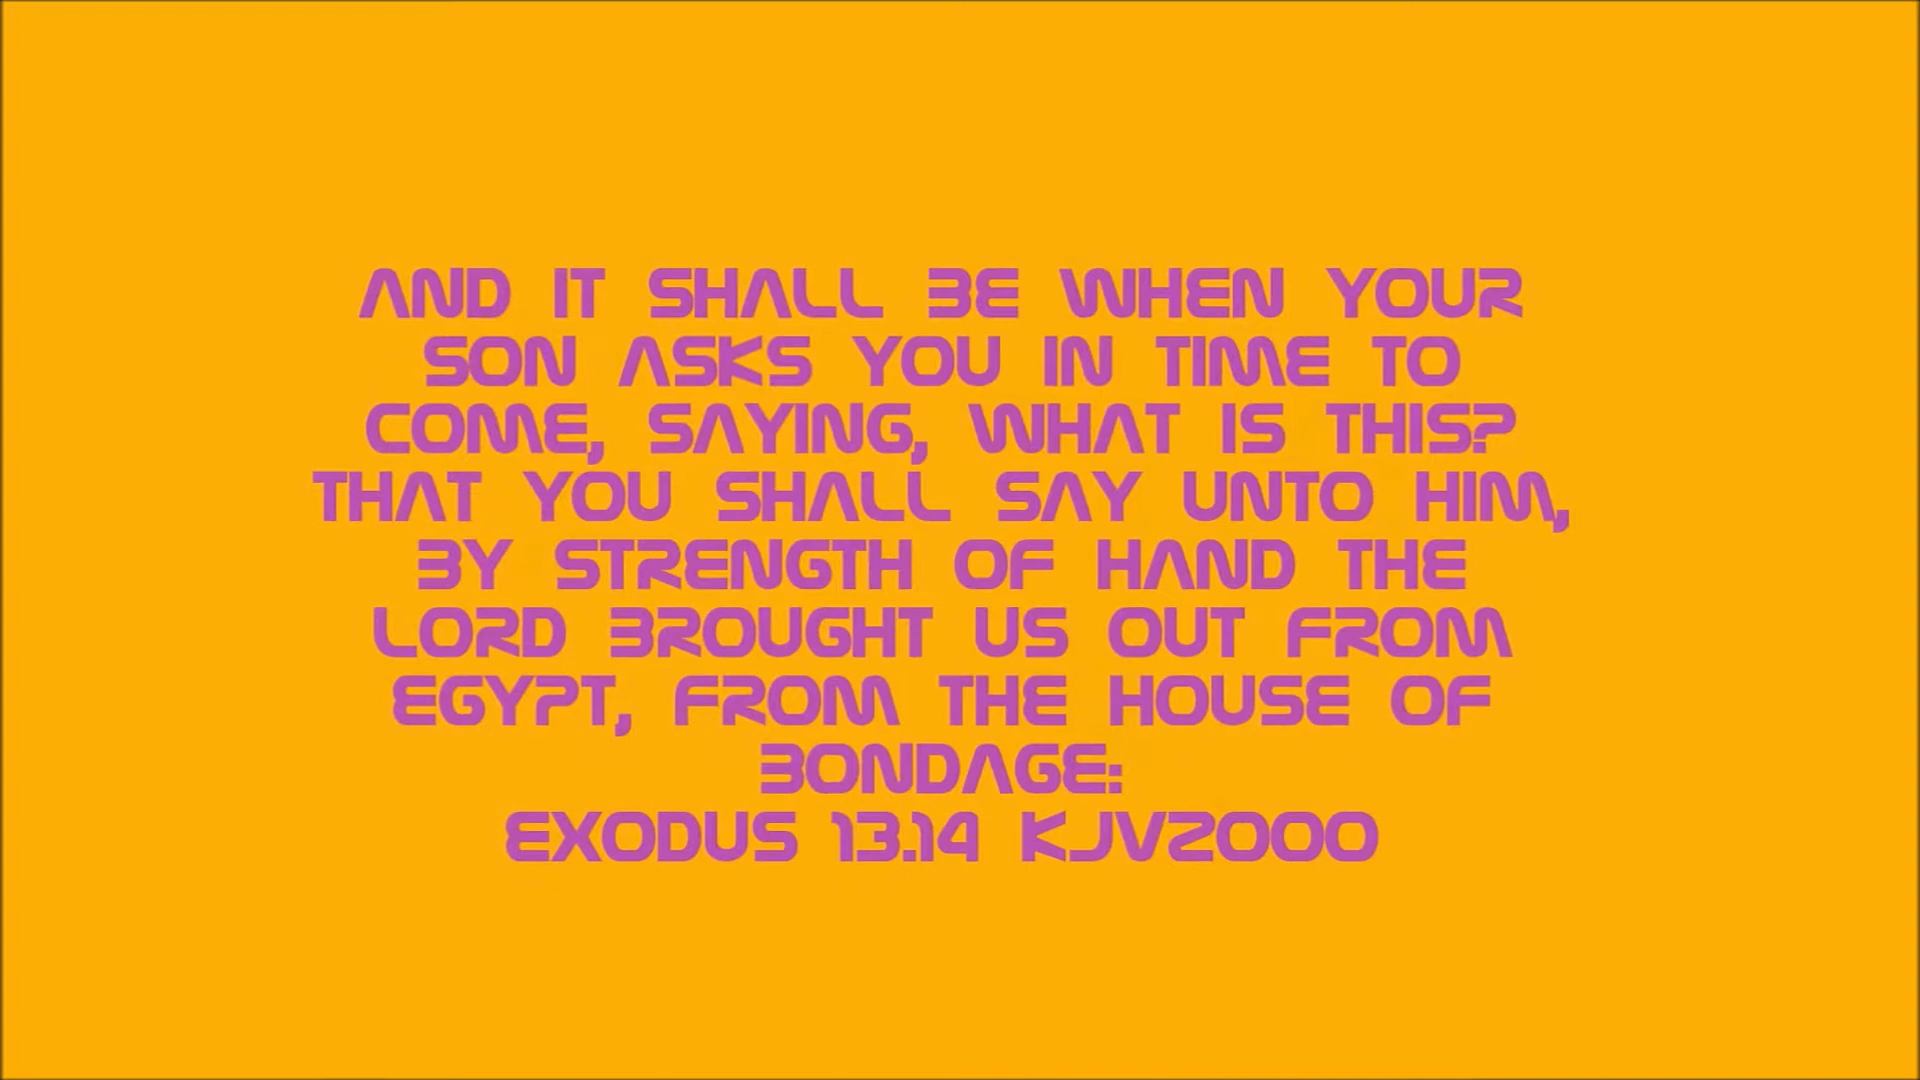 AND IT SHALL BE WHEN YOUR
SON ASKS YOU IN TIME TO
COME, SAYING, WHAT IS THIS?
THAT YOU SHALL SAY UNTO HIM,
BY STRENGTH OF HAND THE
LORD BROUGHT US OUT FROM
EGYPT, FROM THE HOUSE OF
BONDAGE:
EXODUS 13.14 KJV2000